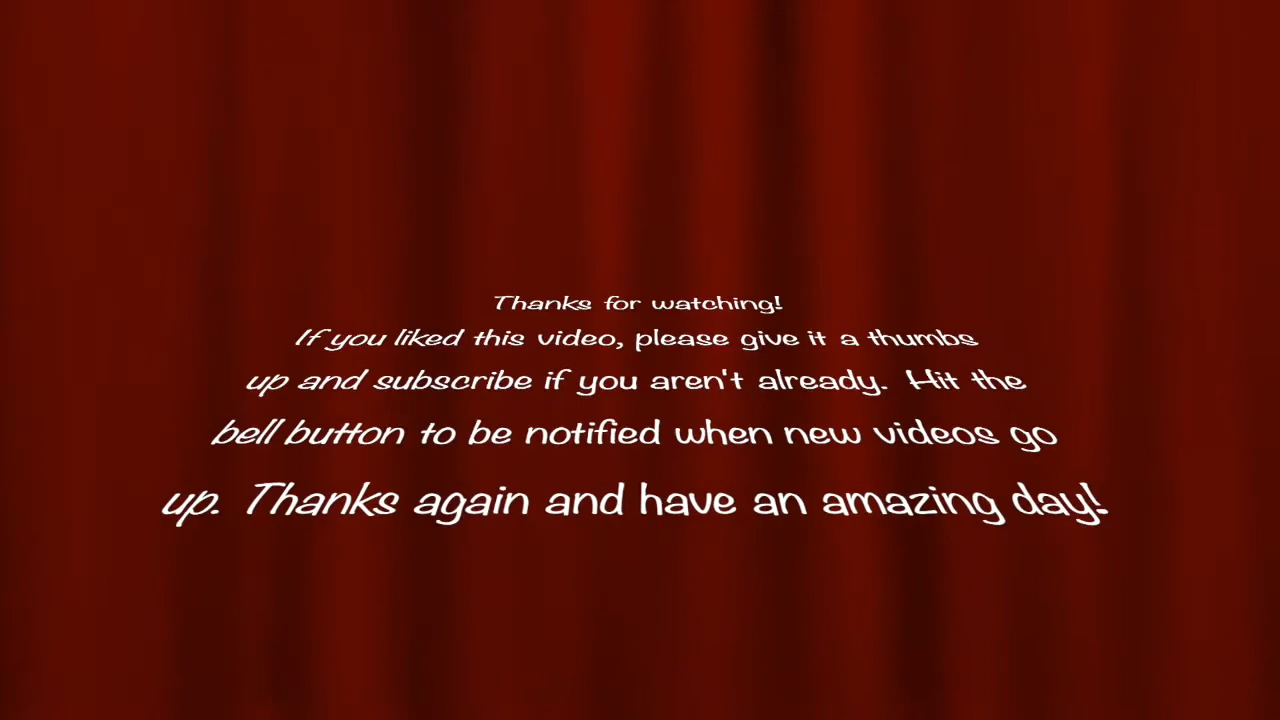 Thanks for watching!
If you liked this video, please give it a thumbs
up and subscribe if you aren't already. Hit the
bell button to be notified when new videos go
up. Thanks again and have an amazing day!